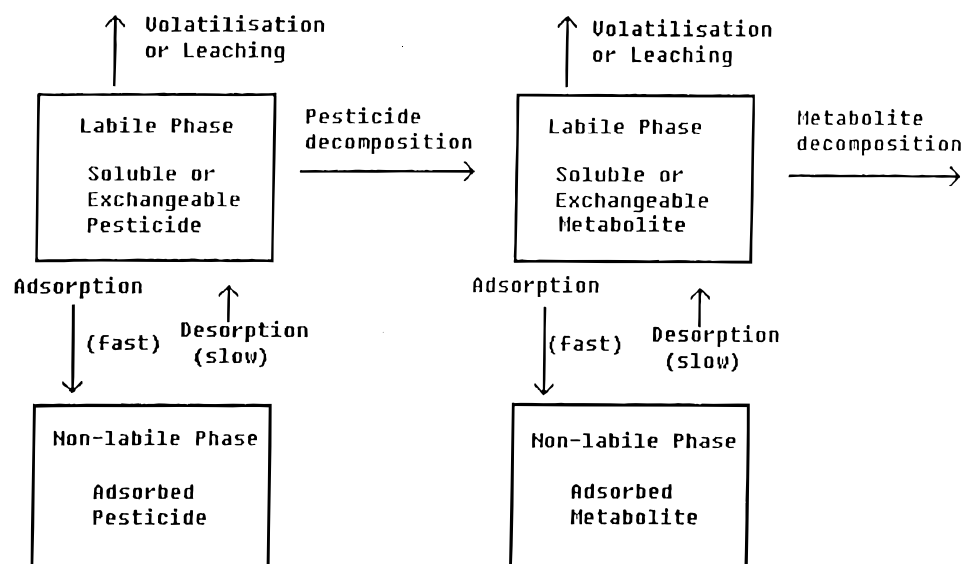 Volatilisation
or Leaching
Labile Phase
Soluble or
Exchangeable
Pesticide
Pesticide
decomposition
Adsorption
(fast)
Desorption
(slow)
Non-labile Phase
Adsorbed
Pesticide
Volatilisation
or Leaching
Labile Phase
Soluble or
Exchangeable
Metabolite
Metabolite
decomposition
Adsorption
(fast)
Desorption
(slow)
Non-labile Phase
Adsorbed
Metabolite